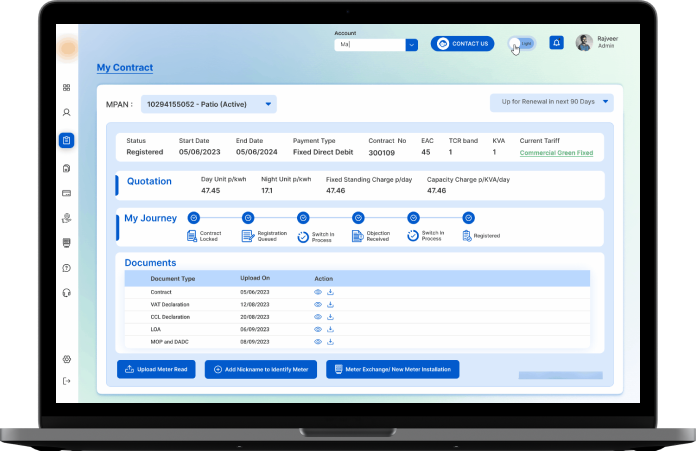 Account
Ma
CONTACT US
Light
Rajveer
Admin
My Contract
MPAN :
10294155052 - Patio (Active)
Up for Renewal in next 90 Days
Status Start Date End Date Payment Type Contract No EAC TCR band KVA Current Tariff
Registered 05/06/2023 05/06/2024 Fixed Direct Debit 300109 45 1 1 Commercial Green Fixed
Quotation
Day Unit p/kwh Night Unit p/kwh Fixed Standing Charge p/day Capacity Charge p/KVA/day
47.45 17.1 47.46 47.46
My Journey
Contract Locked
Registration Queued
Switch In Process
Objection Received
Switch In Process
Registered
Documents
Document Type Upload On Action
Contract 05/06/2023
VAT Declaration 12/08/2023
CCL Declaration 20/08/2023
LOA 06/09/2023
MOP and DADC 08/09/2023
Upload Meter Read
Add Nickname to Identify Meter
Meter Exchange/ New Meter Installation